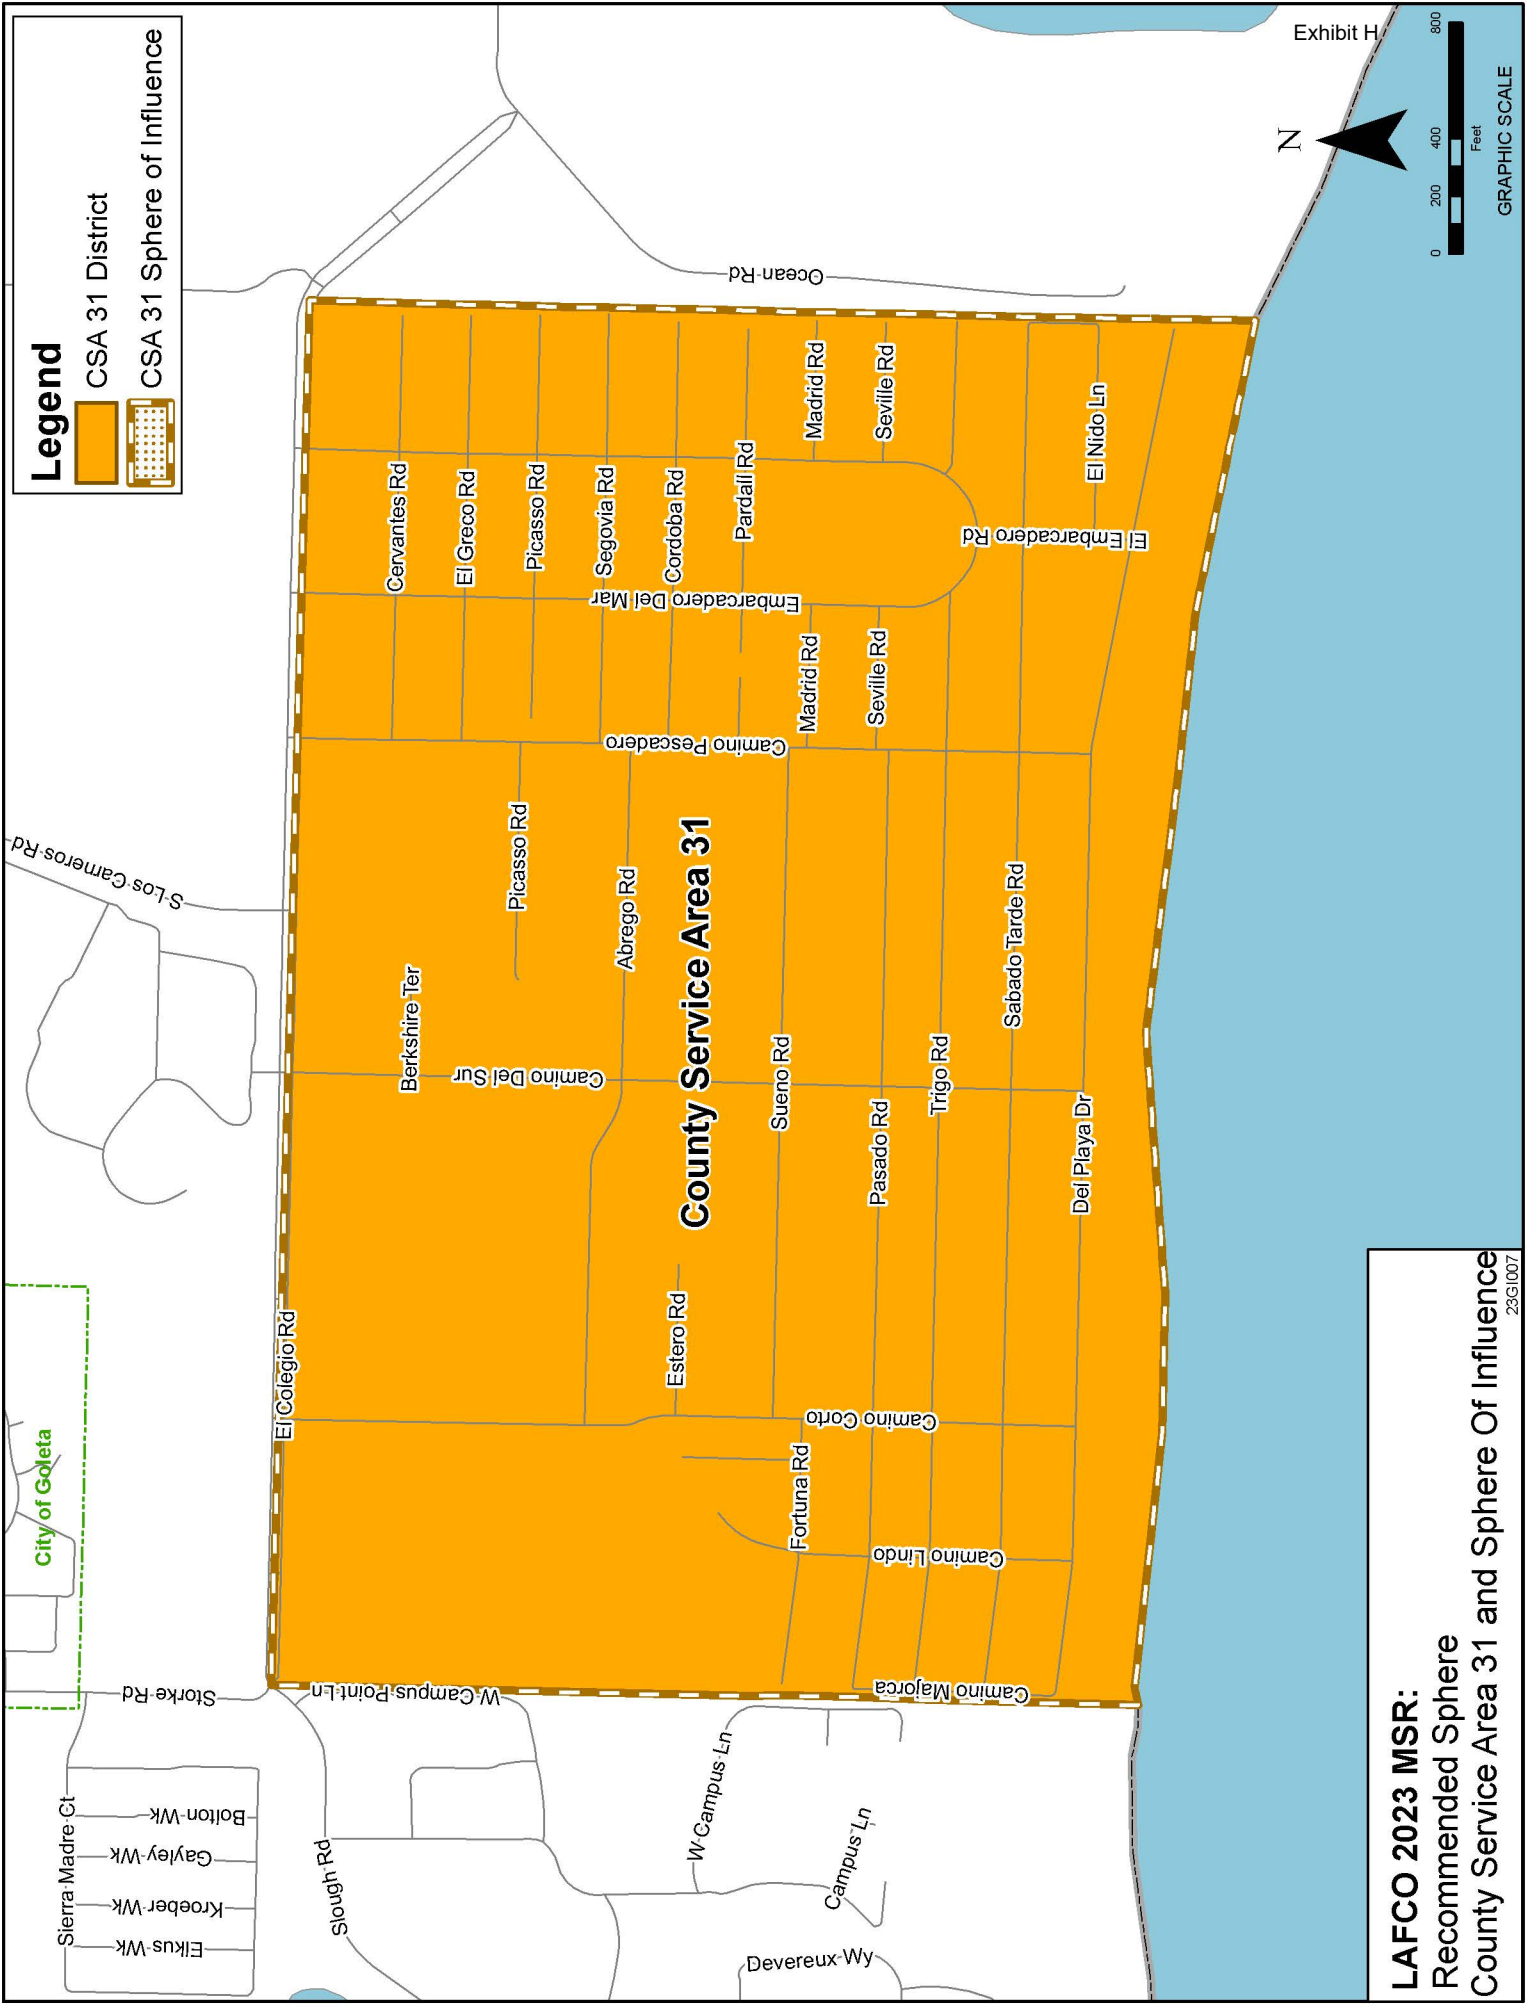 Legend
CSA 31 District
CSA 31 Sphere of Influence
Exhibit H
N
0 200 400 800
Feet
GRAPHIC SCALE
City of Goleta
S Los Carneros Rd
Storke Rd
El Colegio Rd
Ocean Rd
Sierra Madre Ct
Elkus Wk
Kroeber Wk
Gayley Wk
Bolton Wk
Slough Rd
W Campus Point Ln
W Campus Ln
Campus Ln
Devereux Wy
Cervantes Rd
El Greco Rd
Picasso Rd
Segovia Rd
Cordoba Rd
Pardall Rd
Madrid Rd
Seville Rd
El Nido Ln
El Embarcadero Rd
Embarcadero Del Mar
Madrid Rd
Seville Rd
Camino Pescadero
Picasso Rd
Abrego Rd
Berkshire Ter
Camino Del Sur
County Service Area 31
Sueno Rd
Pasado Rd
Trigo Rd
Sabado Tarde Rd
Del Playa Dr
Estero Rd
Camino Corto
Fortuna Rd
Camino Lindo
Camino Majorca
LAFCO 2023 MSR:
Recommended Sphere
County Service Area 31 and Sphere Of Influence
23GI007